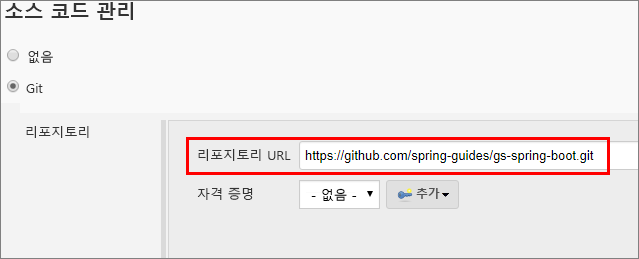 소스 코드 관리
없음
Git
리포지토리
리포지토리 URL https://github.com/spring-guides/gs-spring-boot.git
자격 증명 - 없음 - 추가